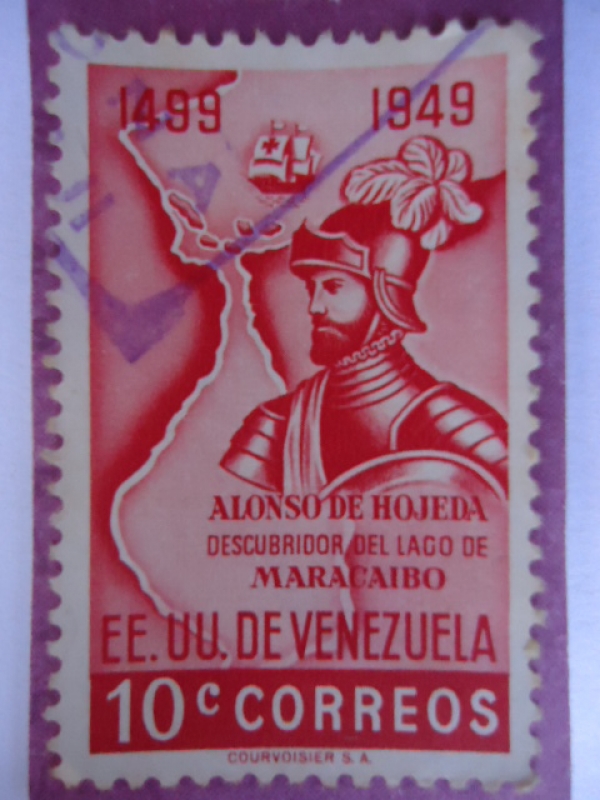 1499 1949
ALONSO DE HOJEDA
DESCUBRIDOR DEL LAGO DE
MARACAIBO
EE. UU. DE VENEZUELA
10c CORREOS
COURVOISIER S. A.